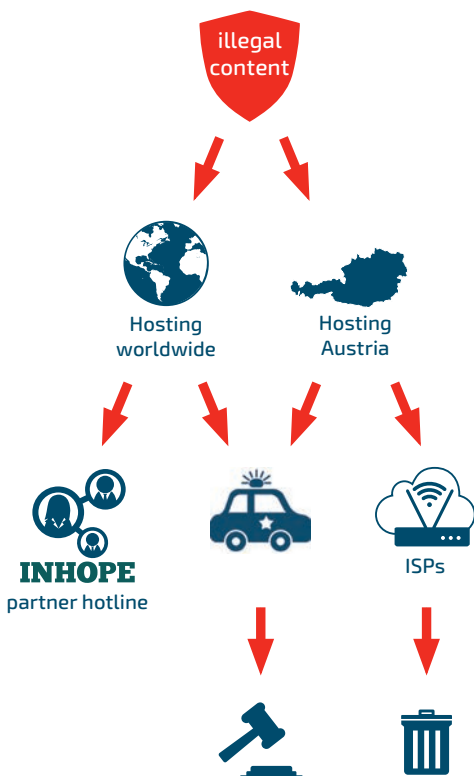 illegal
content
Hosting
worldwide
Hosting
Austria
INHOPE
partner hotline
ISPs